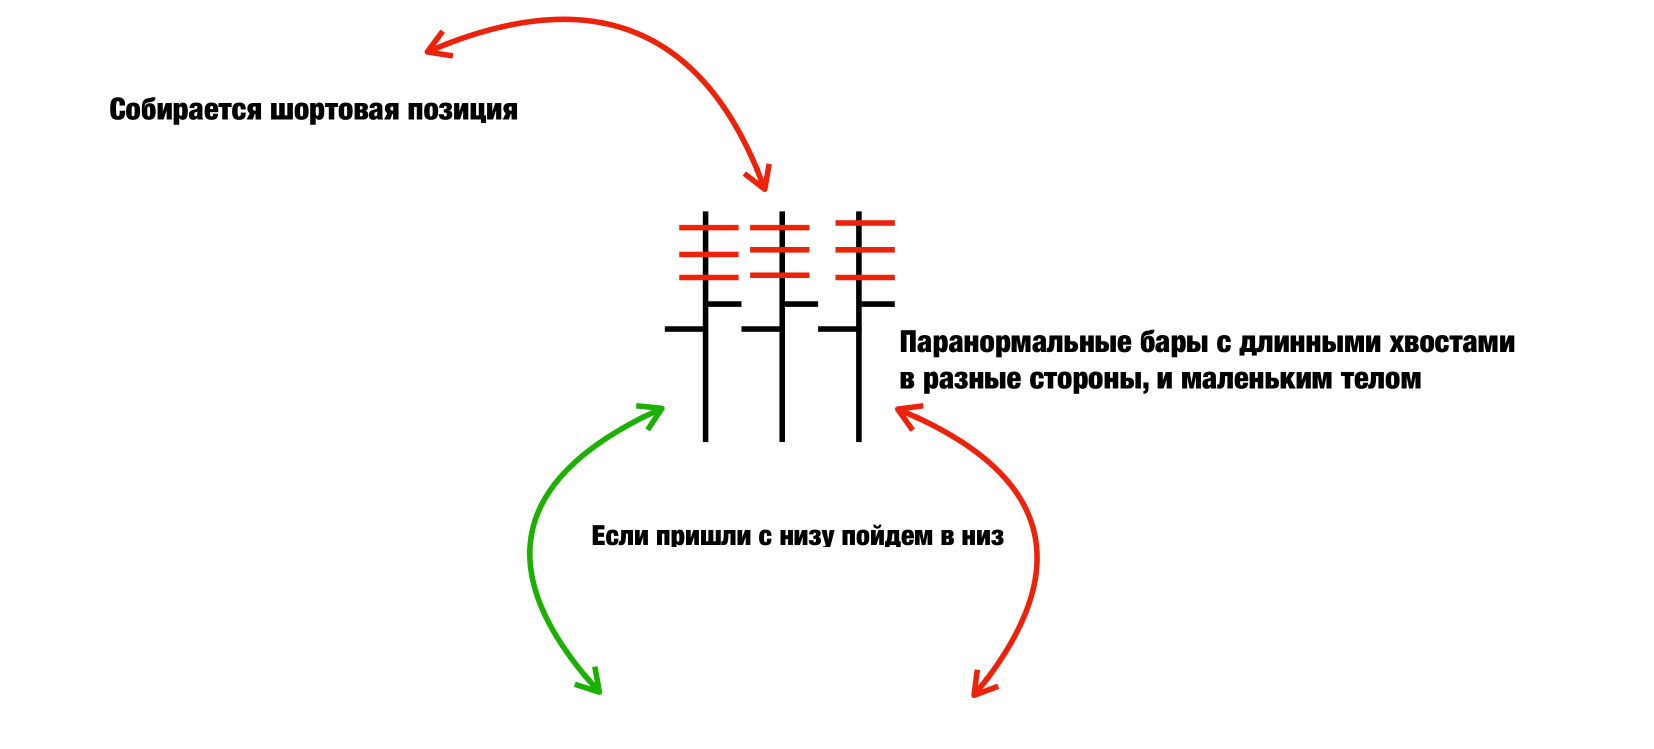 Собирается шортовая позиция
Паранормальные бары с длинными хвостами
в разные стороны, и маленьким телом
Если пришли с низу пойдем в низ